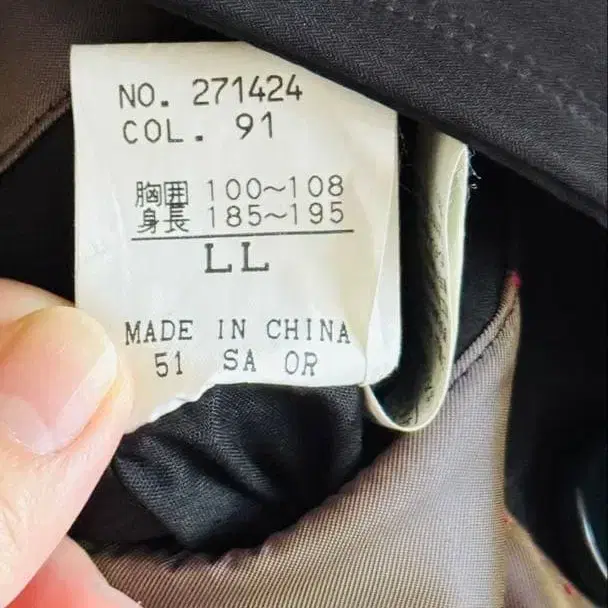 NO. 271424
COL. 91
胸囲 100~108
身長 185~195
LL
MADE IN CHINA
51 SA OR